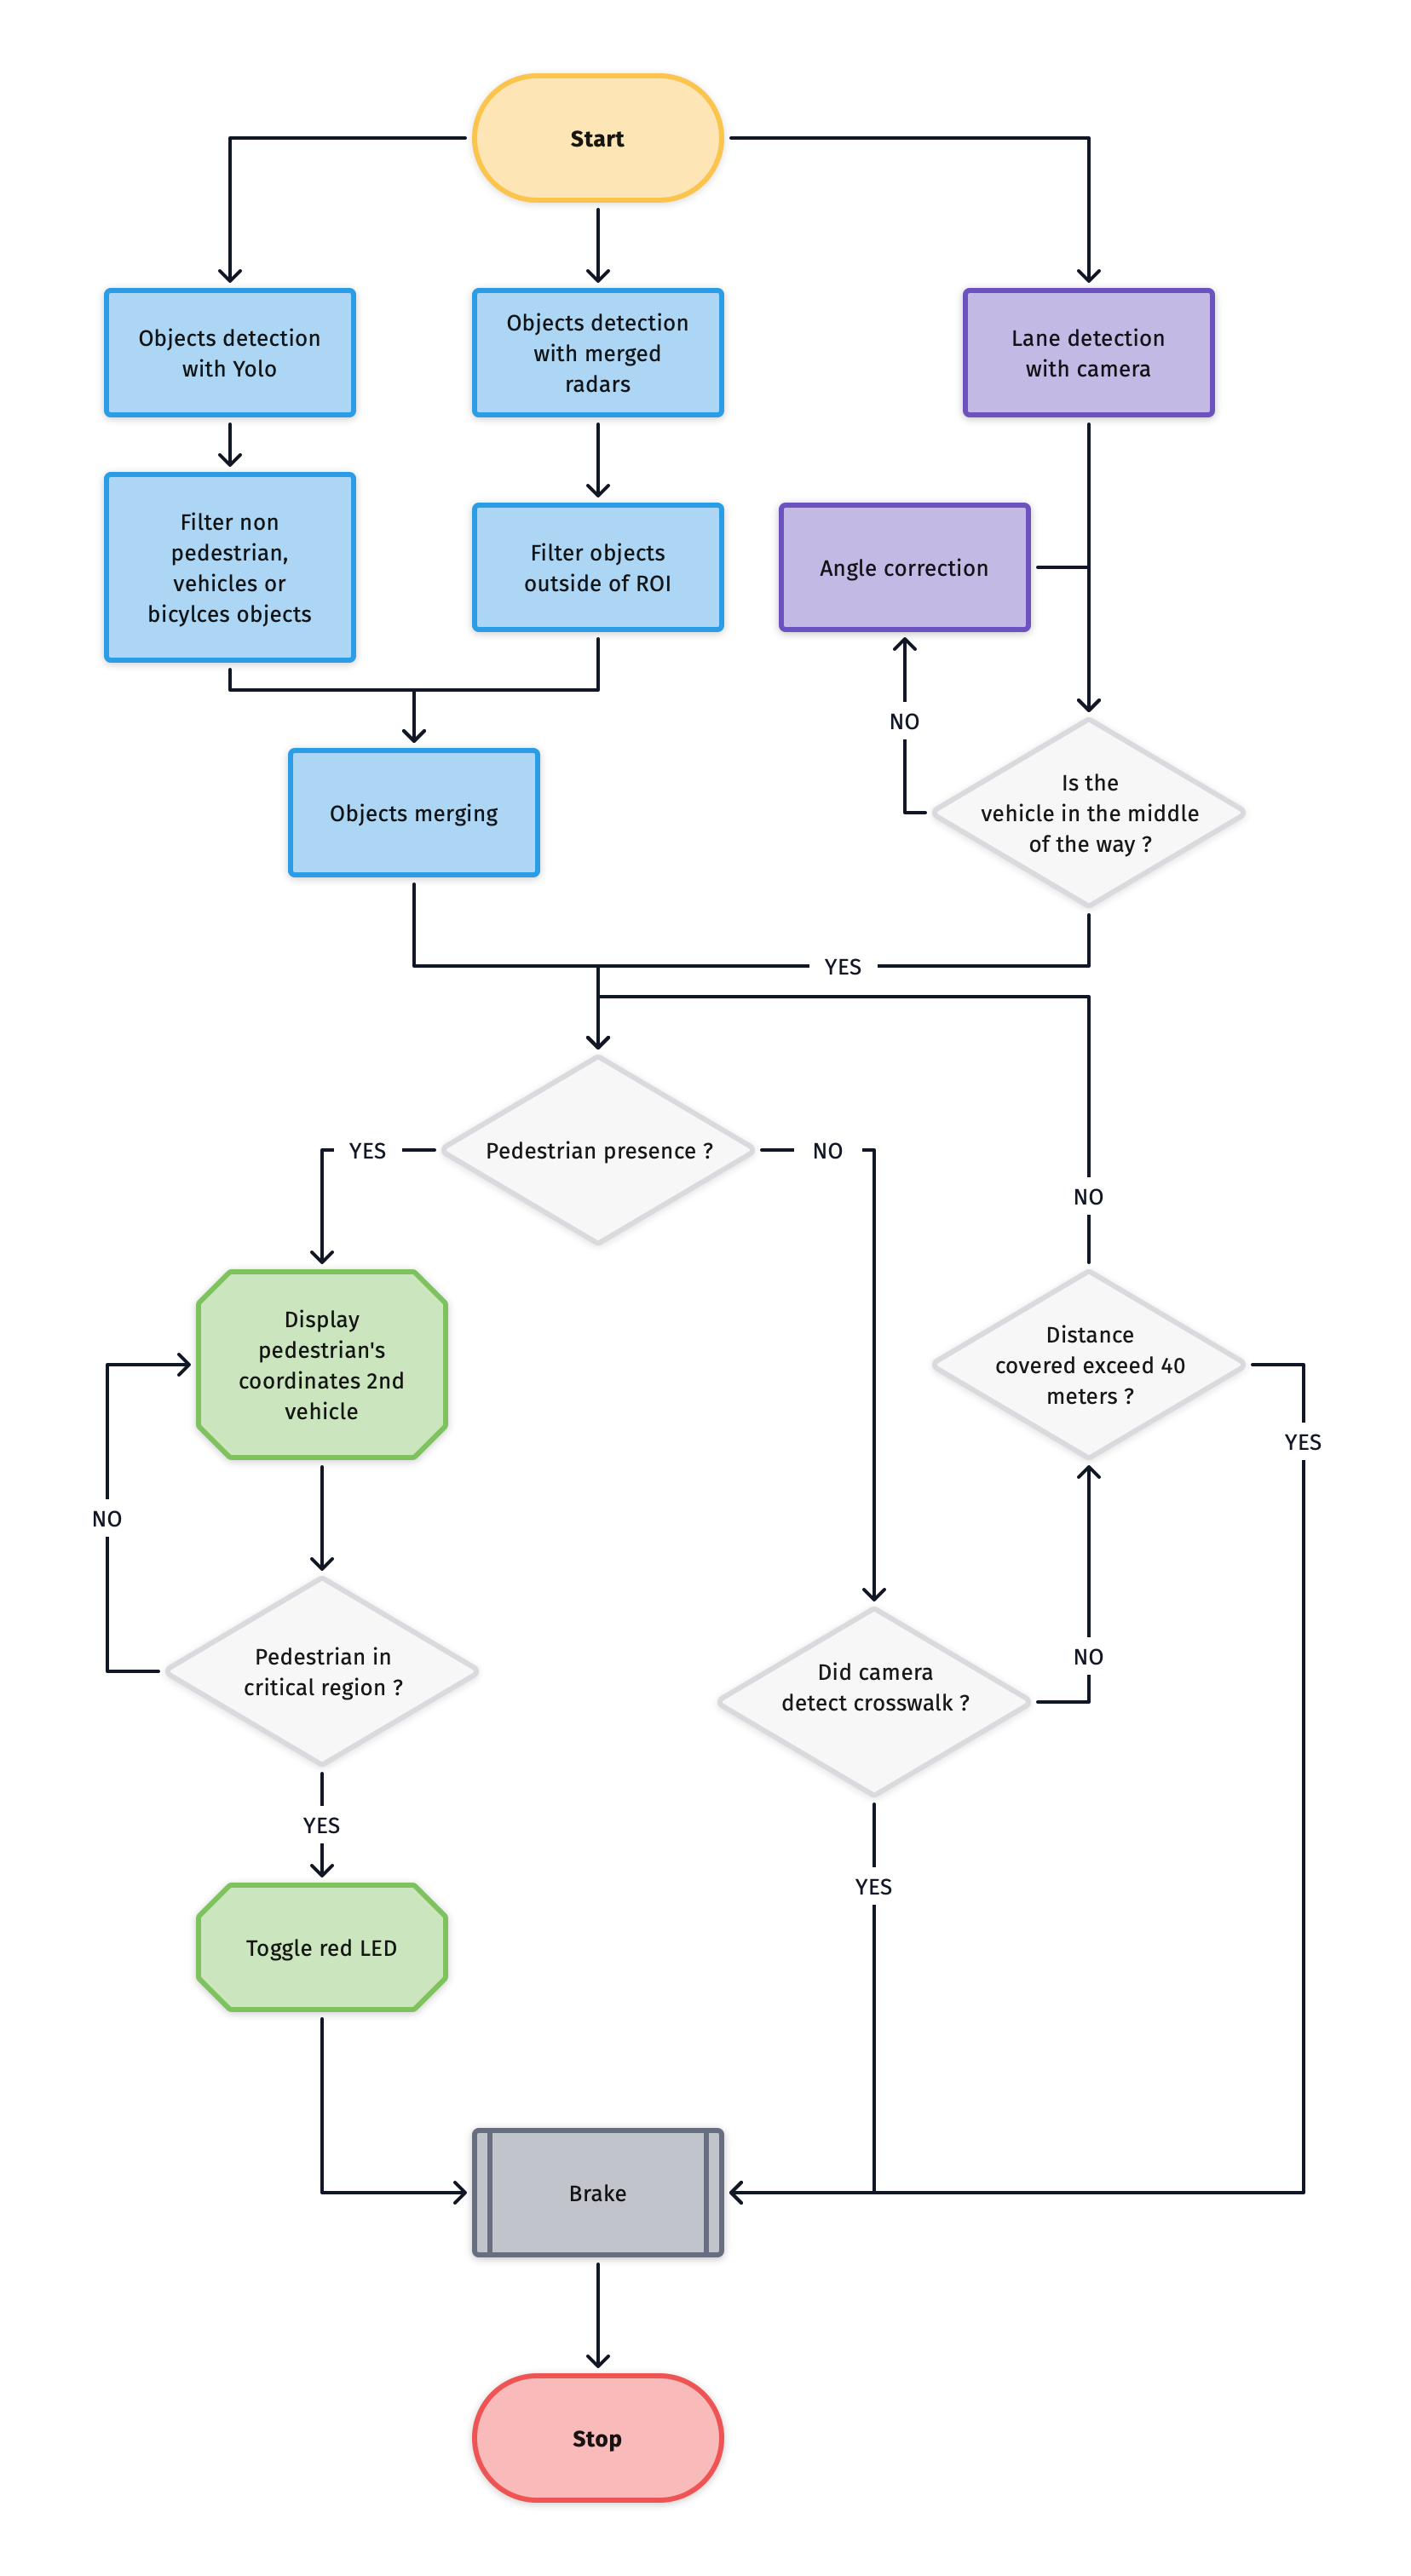 Start
Objects detection
with Yolo
Objects detection
with merged
radars
Lane detection
with camera
Filter non
pedestrian,
vehicles or
bicylces objects
Filter objects
outside of ROI
Angle correction
NO
Objects merging
Is the
vehicle in the middle
of the way ?
YES
Pedestrian presence ?
YES
NO
NO
Display
pedestrian's
coordinates 2nd
vehicle
Distance
covered exceed 40
meters ?
YES
NO
Pedestrian in
critical region ?
Did camera
detect crosswalk ?
NO
YES
YES
Toggle red LED
Brake
Stop